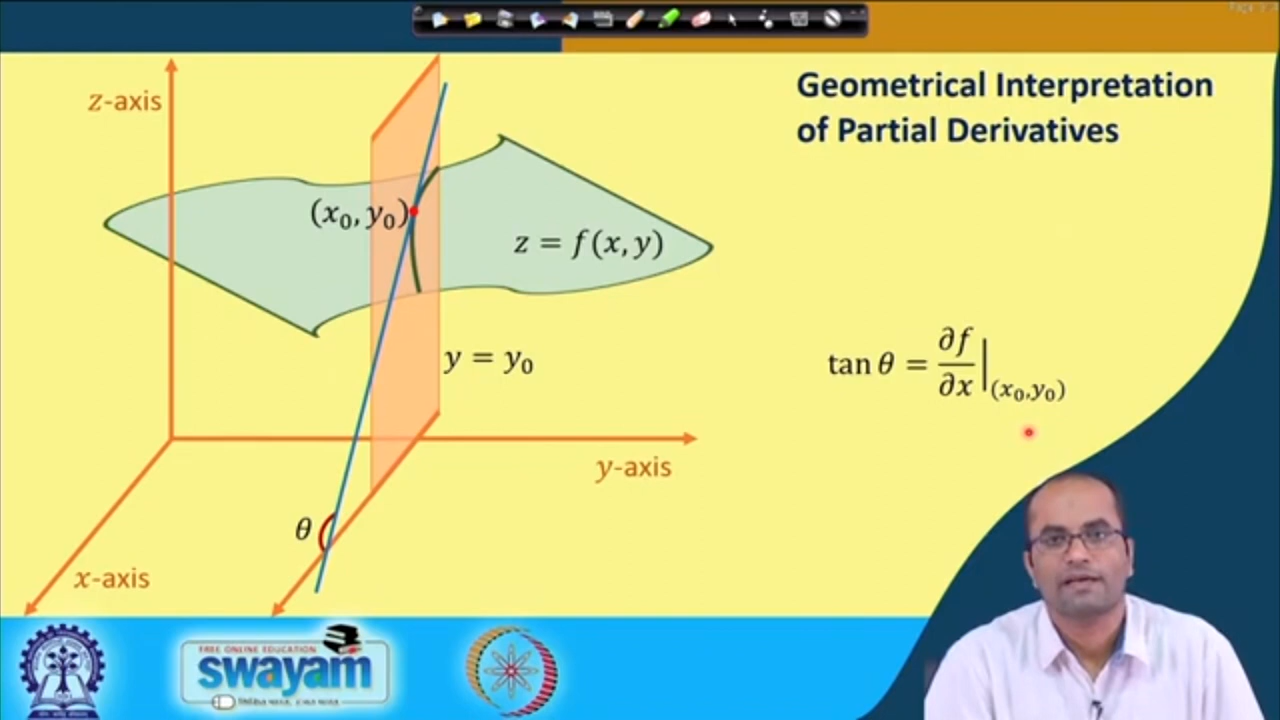 Geometrical Interpretation
of Partial Derivatives
z-axis
(x₀, y₀)
z = f(x, y)
y = y₀
tan θ = ∂f/∂x|(x₀,y₀)
y-axis
θ
x-axis
FREE ONLINE EDUCATION
swayam